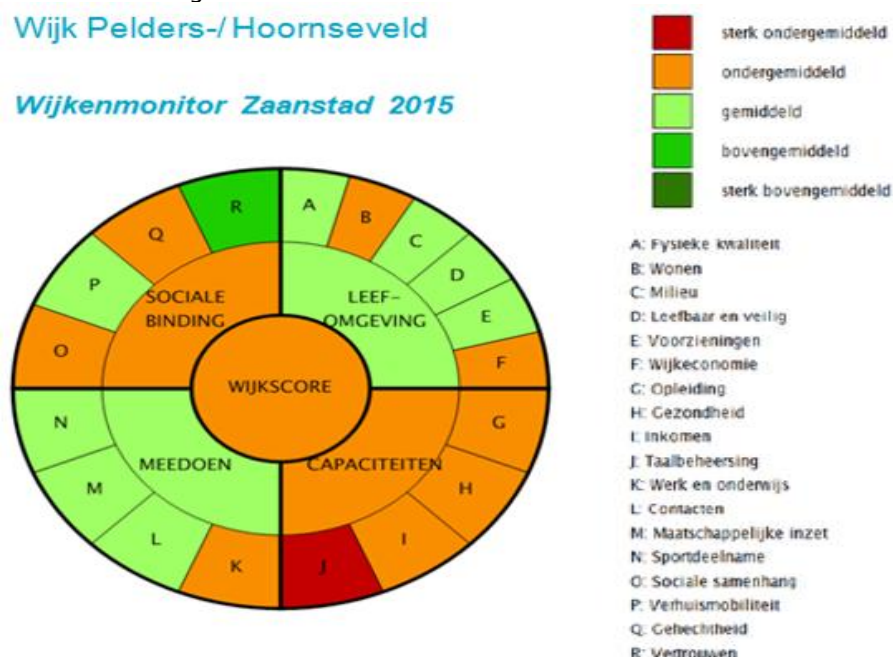 Wijk Pelders-/Hoornseveld
Wijkenmonitor Zaanstad 2015
sterk ondergemiddeld
ondergemiddeld
gemiddeld
bovengemiddeld
sterk bovengemiddeld
A: Fysieke kwaliteit
B: Wonen
C: Milieu
D: Leefbaar en veilig
E: Voorzieningen
F: Wijkeconomie
G: Opleiding
H: Gezondheid
I: Inkomen
J: Taalbeheersing
K: Werk en onderwijs
L: Contacten
M: Maatschappelijke inzet
N: Sportdeelname
O: Sociale samenhang
P: Verhuismobiliteit
Q: Gehechtheid
R: Vertrouwen
R
A
Q
B
C
P
D
SOCIALE
BINDING
LEEF-
OMGEVING
E
O
F
WIJKSCORE
N
G
MEEDOEN
CAPACITEITEN
M
H
L
I
K
J